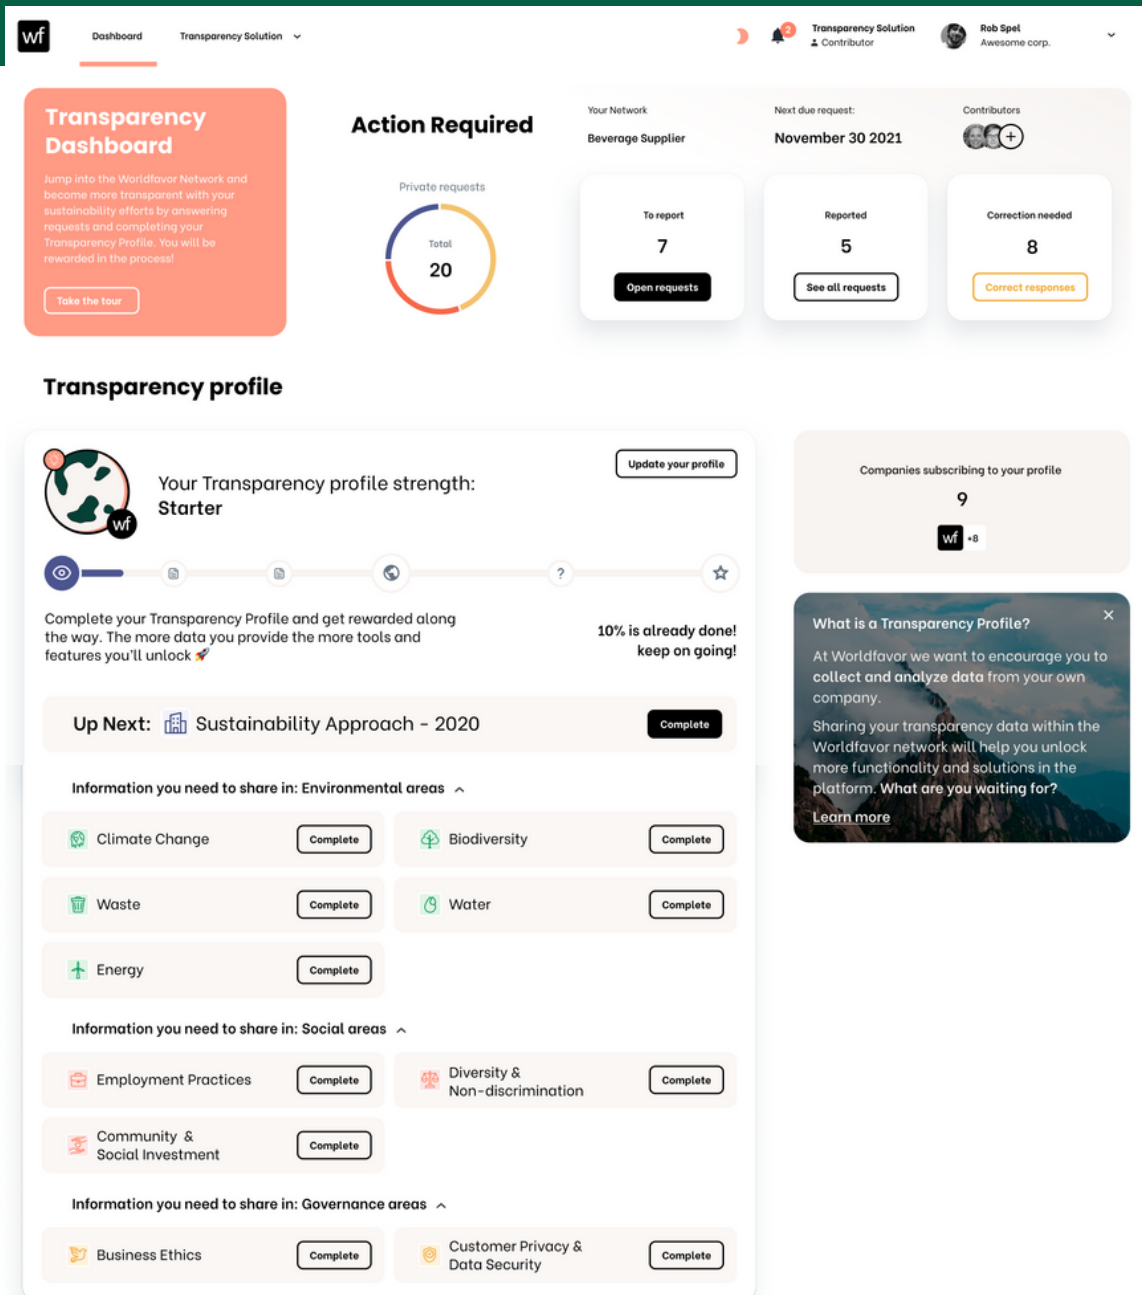 wf
Dashboard
Transparency Solution
2
Transparency Solution
Contributor
Rob Spel
Awesome corp.
Transparency
Dashboard
Jump into the Worldfavor Network and
become more transparent with your
sustainability efforts by answering
requests and completing your
Transparency Profile. You will be
rewarded in the process!
Take the tour
Action Required
Private requests
Total
20
Your Network
Beverage Supplier
Next due request:
November 30 2021
Contributors
+
To report
7
Open requests
Reported
5
See all requests
Correction needed
8
Correct responses
Transparency profile
wf
Your Transparency profile strength:
Starter
Update your profile
?
Complete your Transparency Profile and get rewarded along
the way. The more data you provide the more tools and
features you'll unlock 🚀
10% is already done!
keep on going!
Up Next: Sustainability Approach - 2020
Complete
Information you need to share in: Environmental areas
Climate Change
Complete
Biodiversity
Complete
Waste
Complete
Water
Complete
Energy
Complete
Information you need to share in: Social areas
Employment Practices
Complete
Diversity &
Non-discrimination
Complete
Community &
Social Investment
Complete
Information you need to share in: Governance areas
Business Ethics
Complete
Customer Privacy &
Data Security
Complete
Companies subscribing to your profile
9
wf +8
What is a Transparency Profile?
At Worldfavor we want to encourage you to
collect and analyze data from your own
company.
Sharing your transparency data within the
Worldfavor network will help you unlock
more functionality and solutions in the
platform. What are you waiting for?
Learn more